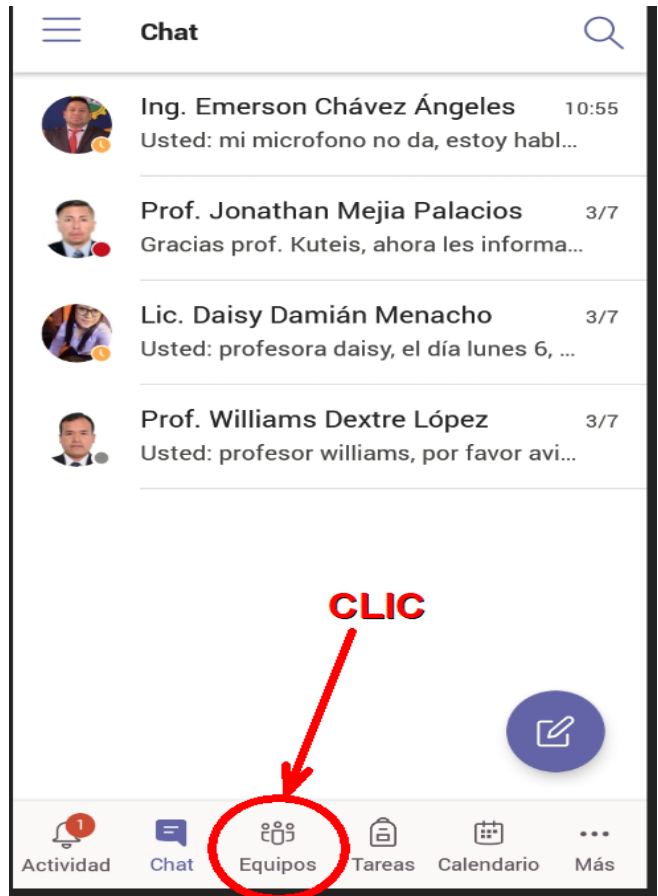 Chat
Ing. Emerson Chávez Ángeles 10:55
Usted: mi microfono no da, estoy habl...
Prof. Jonathan Mejia Palacios 3/7
Gracias prof. Kuteis, ahora les informa...
Lic. Daisy Damián Menacho 3/7
Usted: profesora daisy, el día lunes 6, ...
Prof. Williams Dextre López 3/7
Usted: profesor williams, por favor avi...
CLIC
1
Actividad Chat Equipos Tareas Calendario Más